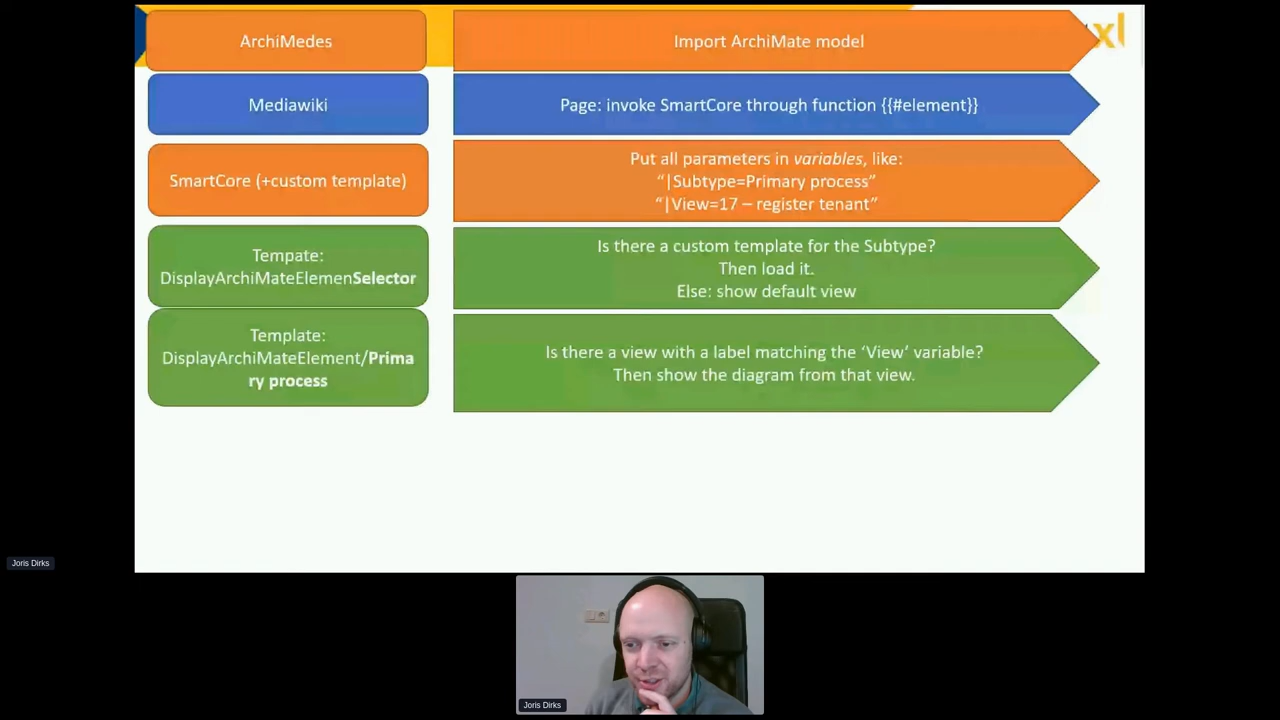 ArchiMedes
Import ArchiMate model
xl
Mediawiki
Page: invoke SmartCore through function {{#element}}
SmartCore (+custom template)
Put all parameters in variables, like:
“|Subtype=Primary process”
“|View=17 – register tenant”
Tempate:
DisplayArchiMateElemenSelector
Is there a custom template for the Subtype?
Then load it.
Else: show default view
Template:
DisplayArchiMateElement/Prima
ry process
Is there a view with a label matching the ‘View’ variable?
Then show the diagram from that view.
Joris Dirks
Joris Dirks